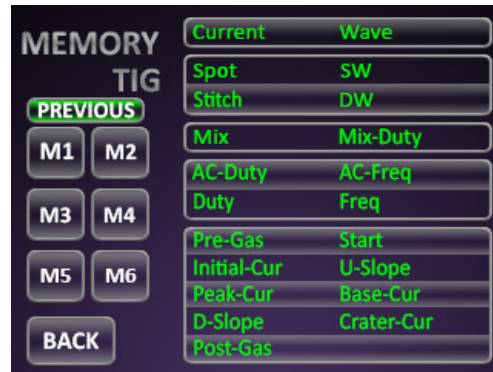 MEMORY
TIG
PREVIOUS
M1 M2
M3 M4
M5 M6
BACK
Current Wave
Spot SW
Stitch DW
Mix Mix-Duty
AC-Duty AC-Freq
Duty Freq
Pre-Gas Start
Initial-Cur U-Slope
Peak-Cur Base-Cur
D-Slope Crater-Cur
Post-Gas